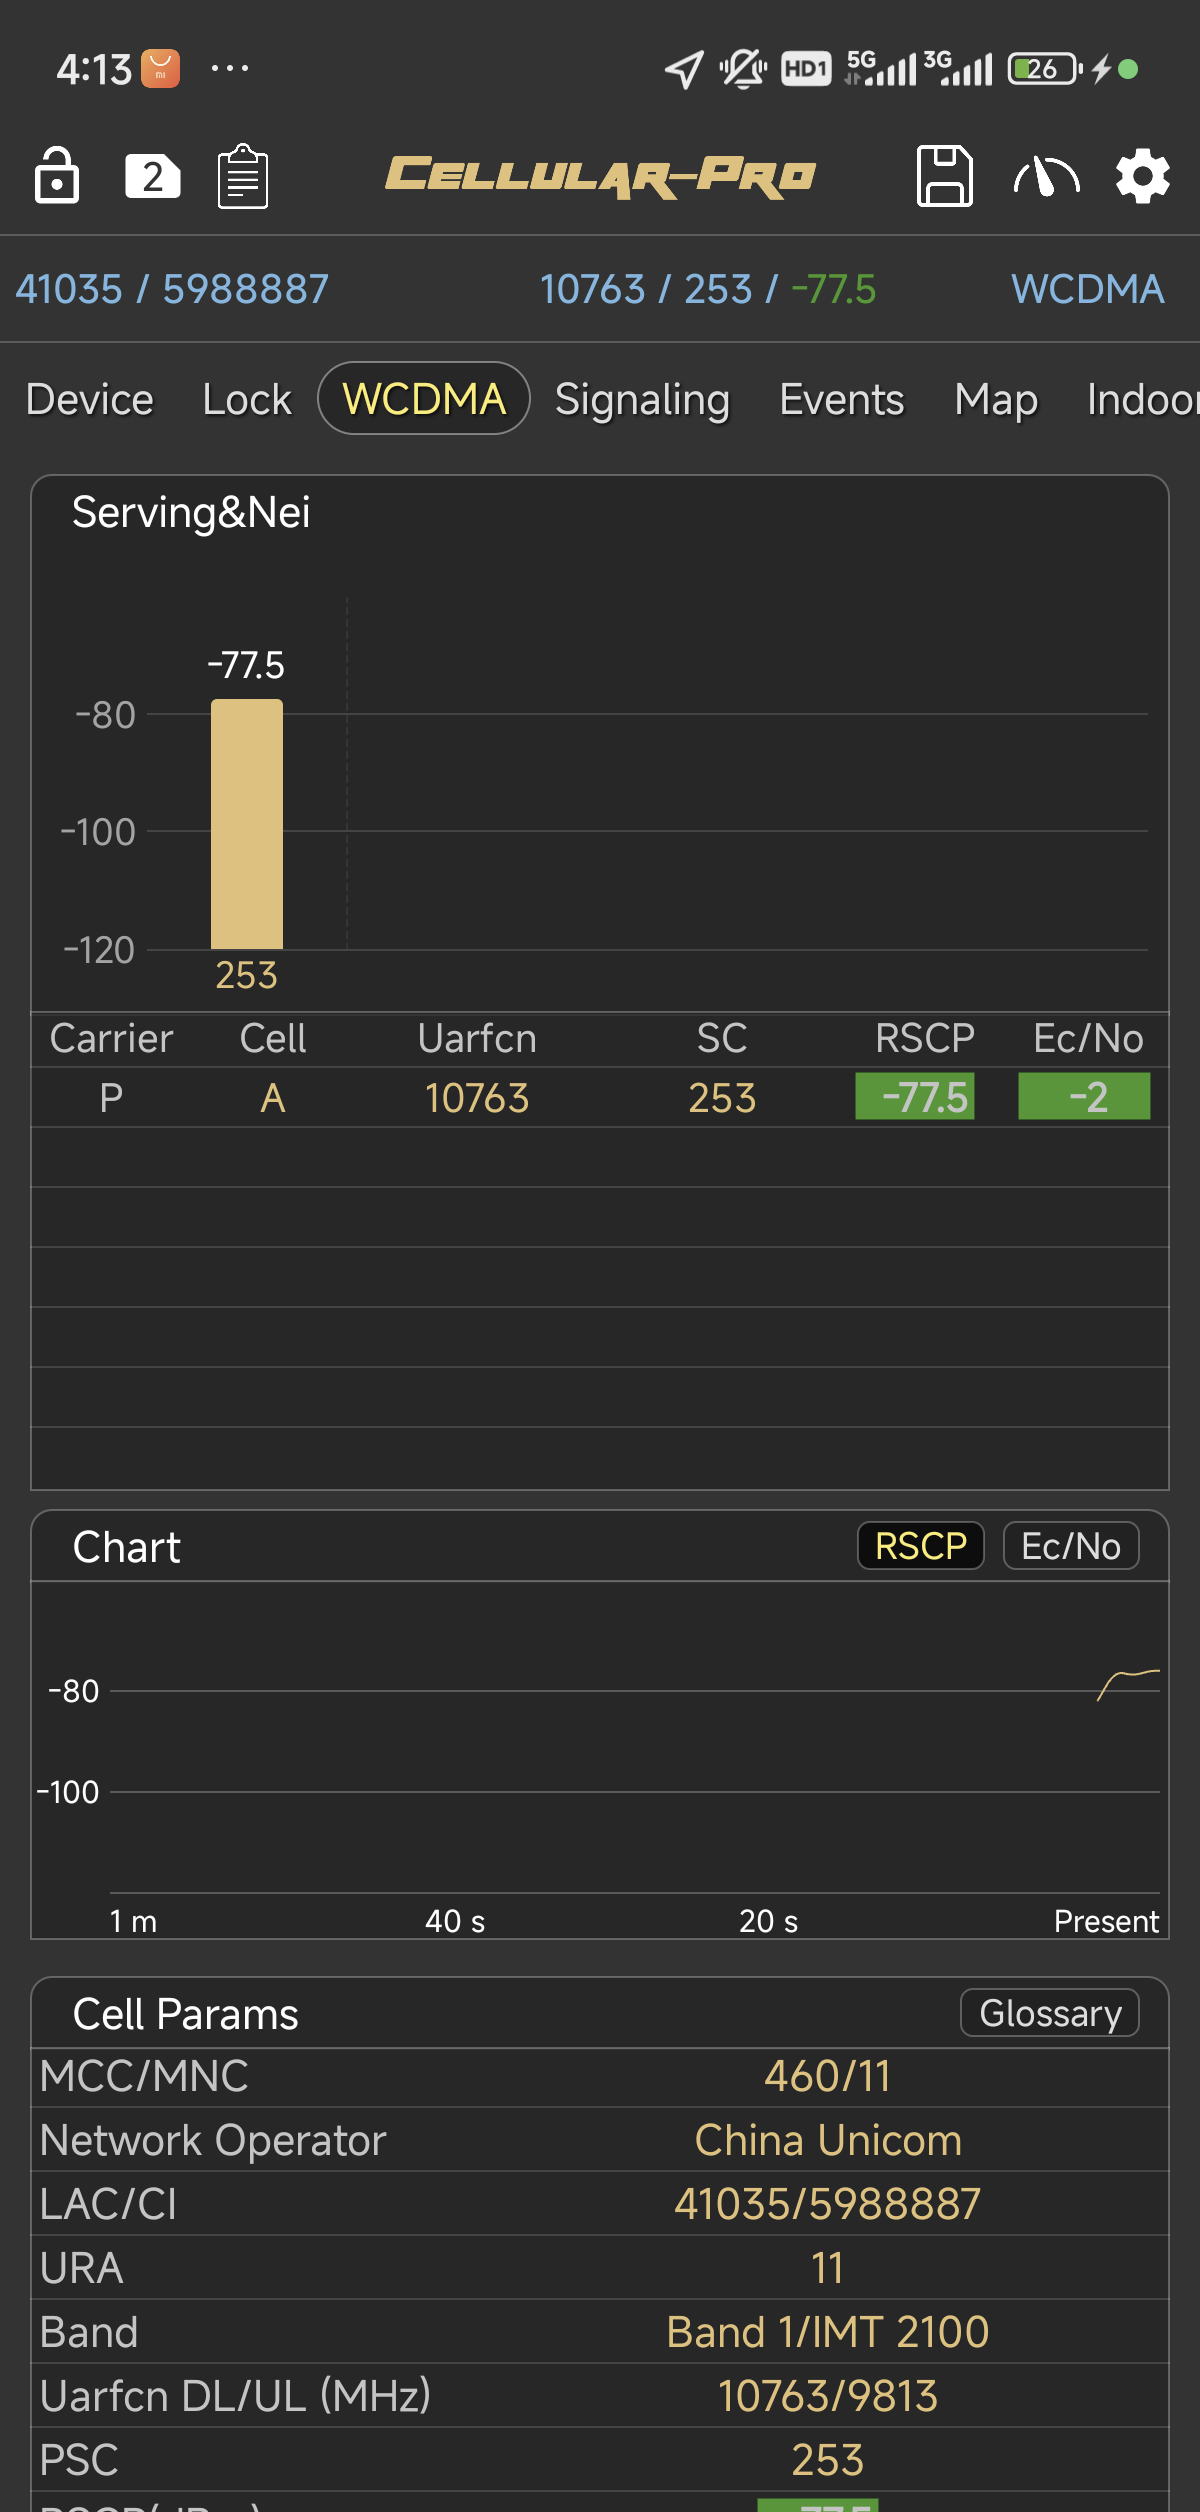 4:13 mi ... HD1 5G 3G 26
2 CELLULAR-PRO
41035 / 5988887 10763 / 253 / -77.5 WCDMA
Device Lock WCDMA Signaling Events Map Indoor
Serving&Nei
-77.5
-80
-100
-120
253
Carrier Cell Uarfcn SC RSCP Ec/No
P A 10763 253 -77.5 -2
Chart RSCP Ec/No
-80
-100
1 m 40 s 20 s Present
Cell Params Glossary
MCC/MNC 460/11
Network Operator China Unicom
LAC/CI 41035/5988887
URA 11
Band Band 1/IMT 2100
Uarfcn DL/UL (MHz) 10763/9813
PSC 253